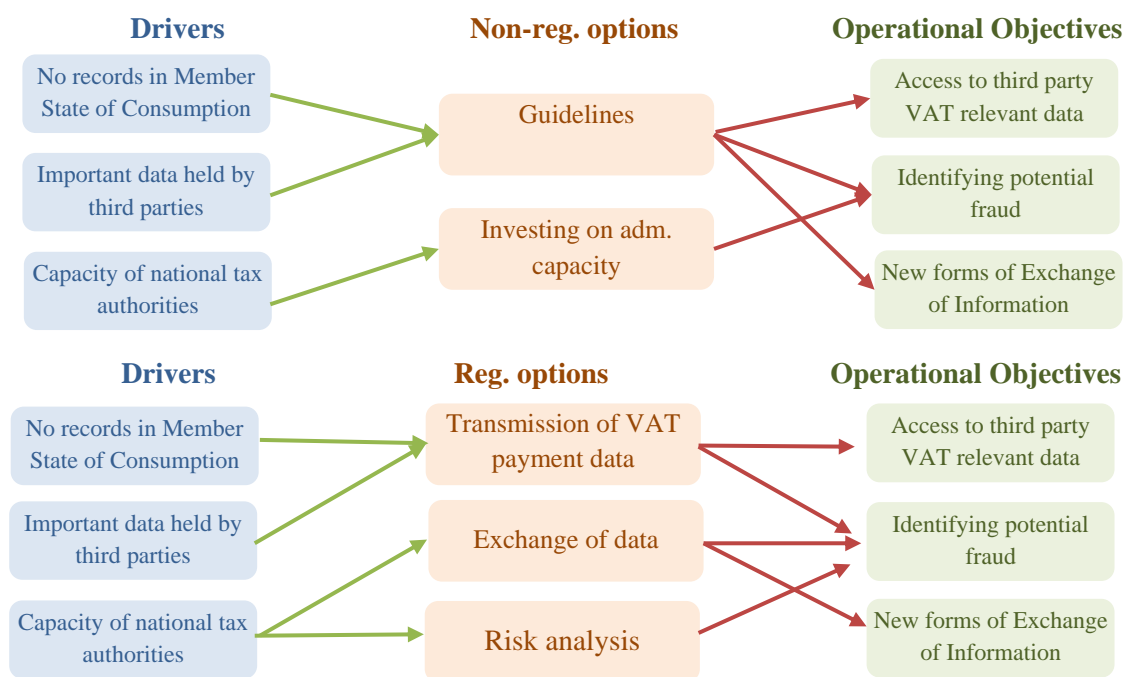 Drivers
Non-reg. options
Operational Objectives
No records in Member
State of Consumption
Guidelines
Access to third party
VAT relevant data
Important data held by
third parties
Identifying potential
fraud
Investing on adm.
capacity
Capacity of national tax
authorities
New forms of Exchange
of Information
Drivers
Reg. options
Operational Objectives
No records in Member
State of Consumption
Transmission of VAT
payment data
Access to third party
VAT relevant data
Important data held by
third parties
Exchange of data
Identifying potential
fraud
Capacity of national tax
authorities
Risk analysis
New forms of Exchange
of Information